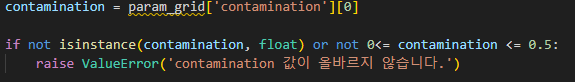 contamination = param_grid['contamination'][0]
if not isinstance(contamination, float) or not 0<= contamination <= 0.5:
    raise ValueError('contamination 값이 올바르지 않습니다.')